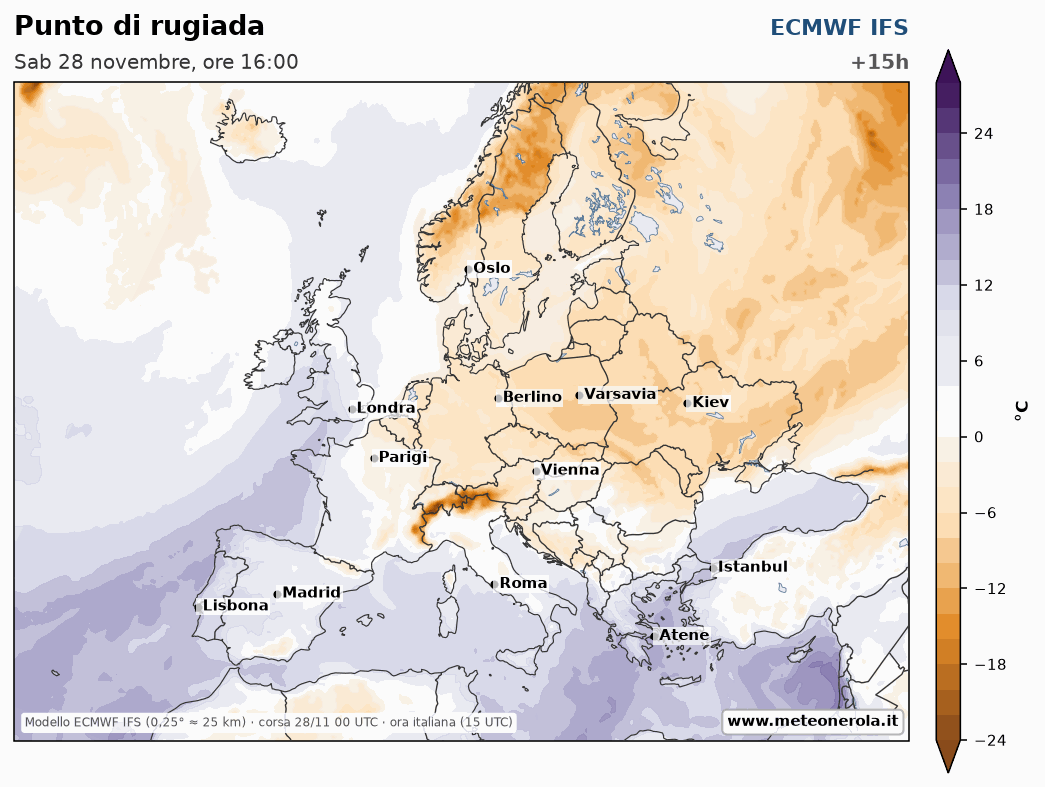 Punto di rugiada
ECMWF IFS
Sab 28 novembre, ore 16:00
+15h
Oslo
Berlino
Varsavia
Kiev
Londra
Parigi
Vienna
Istanbul
Roma
Madrid
Lisbona
Atene
24
18
12
6
0
−6
−12
−18
−24
°C
Modello ECMWF IFS (0,25° ≈ 25 km) · corsa 28/11 00 UTC · ora italiana (15 UTC)
www.meteonerola.it